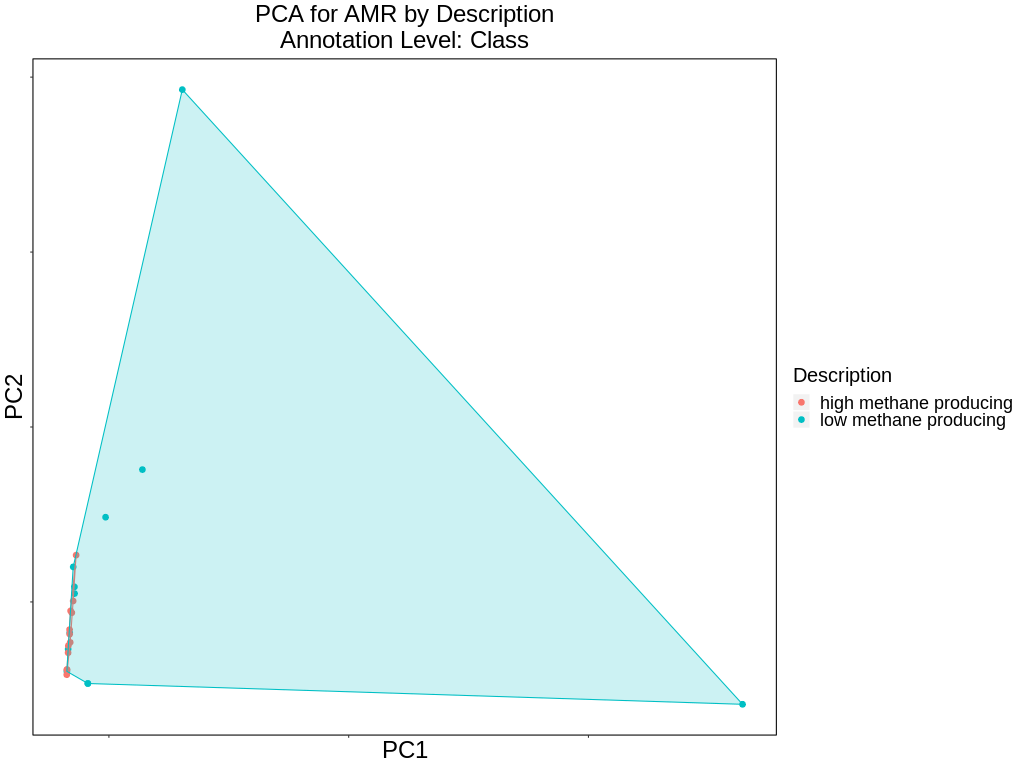 PCA for AMR by Description
Annotation Level: Class
PC2
Description
high methane producing
low methane producing
PC1